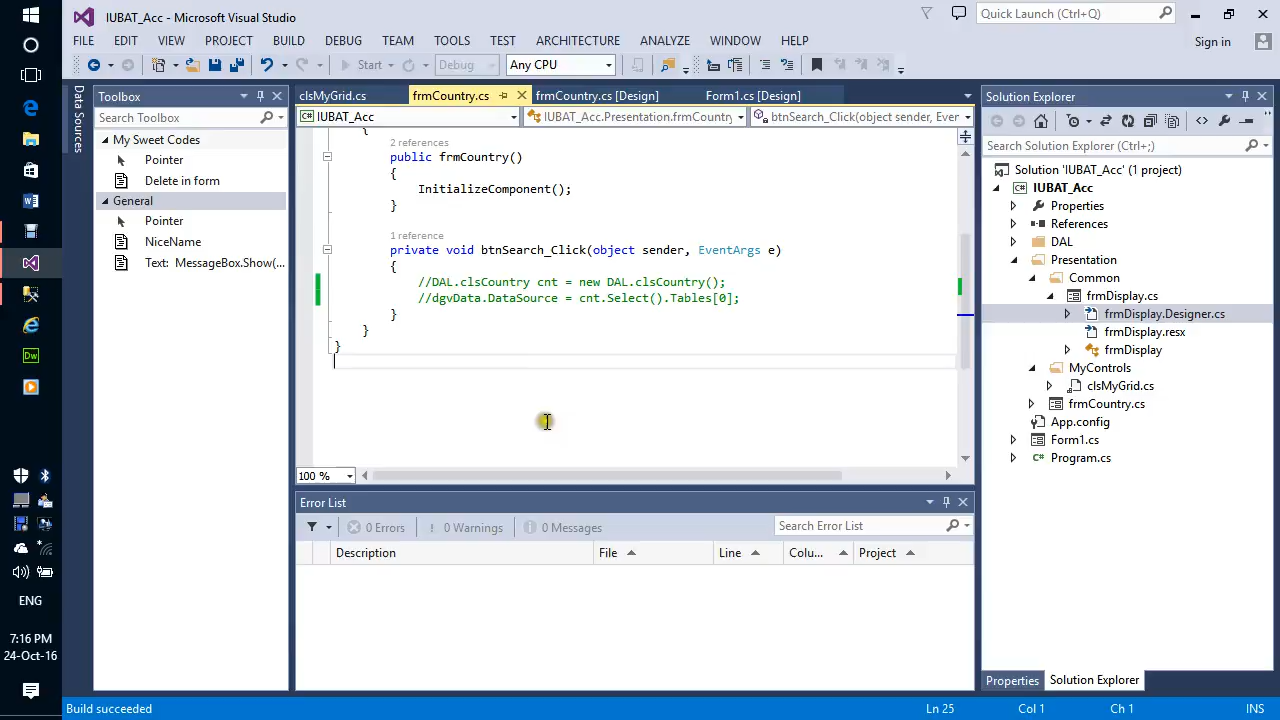 IUBAT_Acc - Microsoft Visual Studio
Quick Launch (Ctrl+Q)
FILE EDIT VIEW PROJECT BUILD DEBUG TEAM TOOLS TEST ARCHITECTURE ANALYZE WINDOW HELP
Sign in
Start Debug Any CPU
Data Sources
Toolbox
Search Toolbox
My Sweet Codes
Pointer
Delete in form
General
Pointer
NiceName
Text: MessageBox.Show(...
clsMyGrid.cs frmCountry.cs frmCountry.cs [Design] Form1.cs [Design]
IUBAT_Acc IUBAT_Acc.Presentation.frmCountry btnSearch_Click(object sender, Ever
{
2 references
public frmCountry()
{
InitializeComponent();
}
1 reference
private void btnSearch_Click(object sender, EventArgs e)
{
//DAL.clsCountry cnt = new DAL.clsCountry();
//dgvData.DataSource = cnt.Select().Tables[0];
}
}
}
100 %
Error List
0 Errors 0 Warnings 0 Messages
Search Error List
Description File Line Colu... Project
Solution Explorer
Search Solution Explorer (Ctrl+;)
Solution 'IUBAT_Acc' (1 project)
IUBAT_Acc
Properties
References
DAL
Presentation
Common
frmDisplay.cs
frmDisplay.Designer.cs
frmDisplay.resx
frmDisplay
MyControls
clsMyGrid.cs
frmCountry.cs
App.config
Form1.cs
Program.cs
Properties Solution Explorer
Dw
ENG
7:16 PM
24-Oct-16
Build succeeded
Ln 25 Col 1 Ch 1 INS